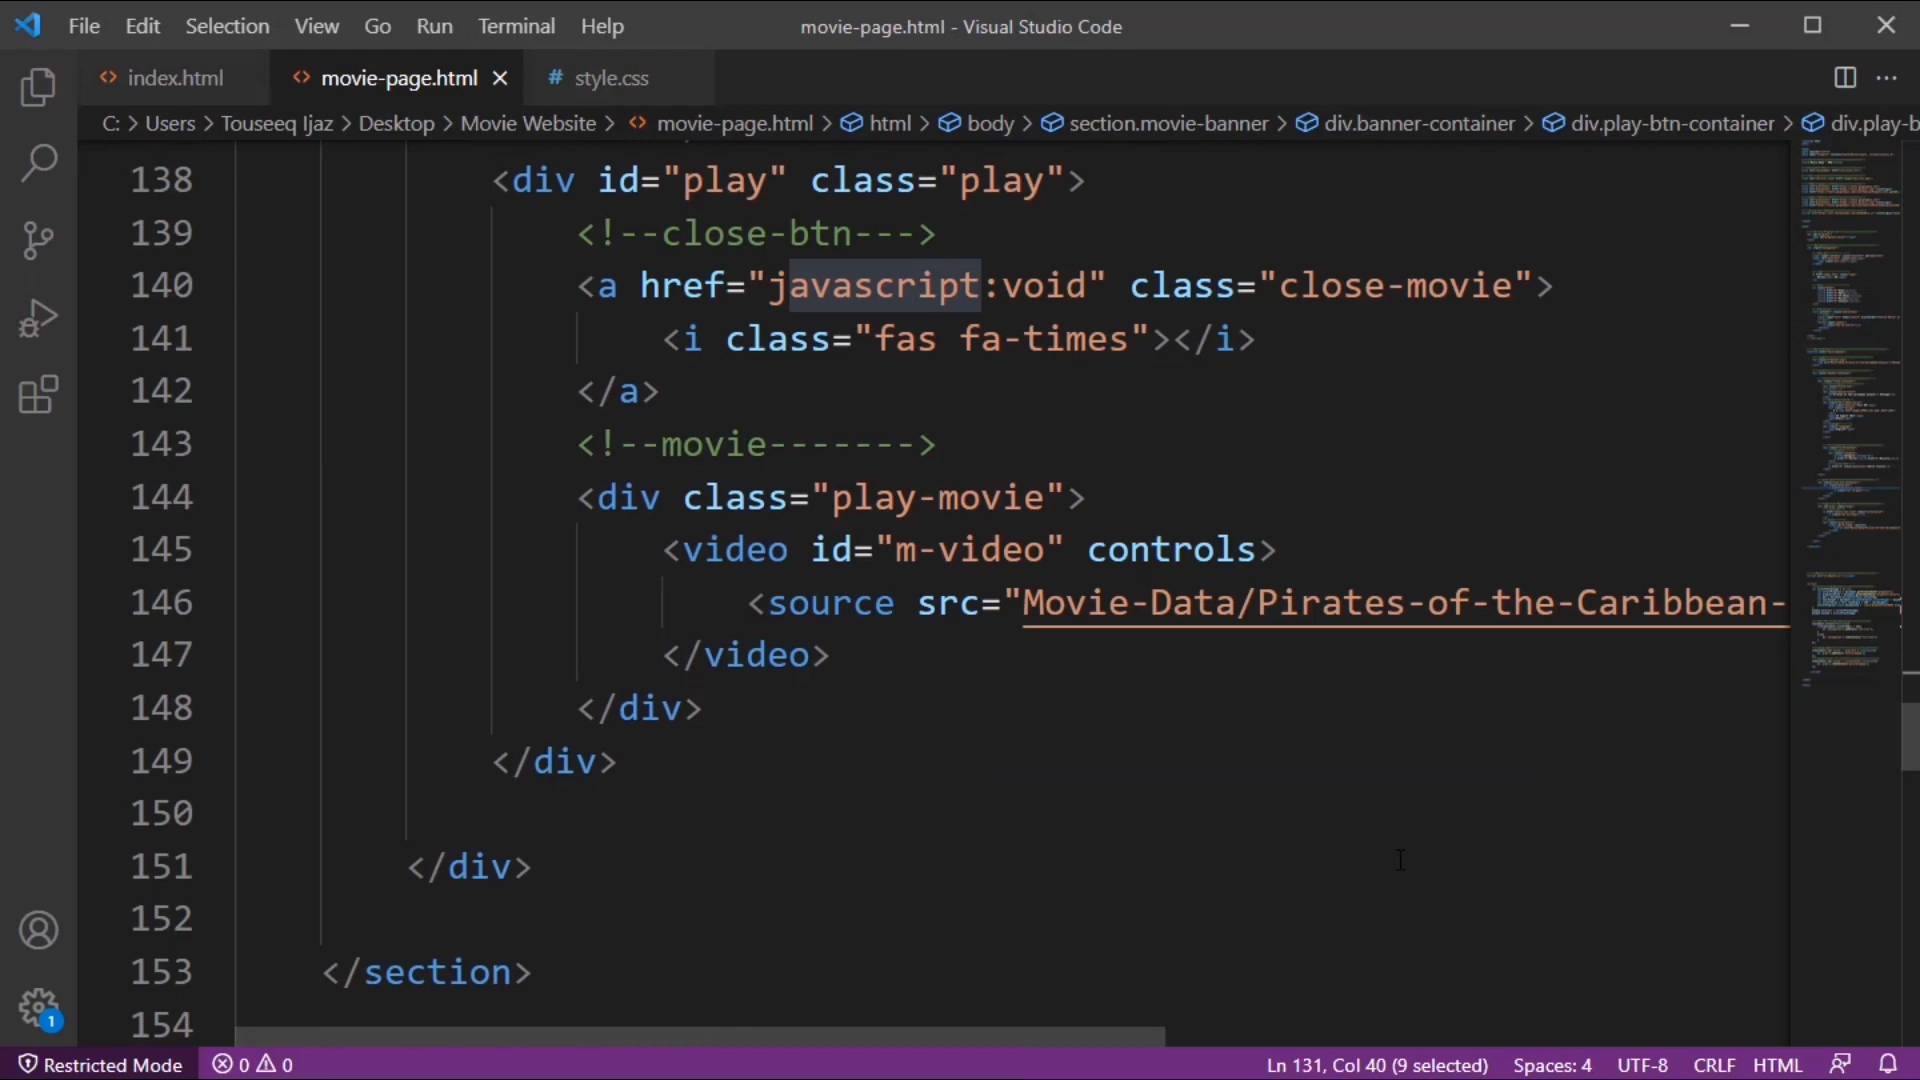 File Edit Selection View Go Run Terminal Help movie-page.html - Visual Studio Code
index.html movie-page.html style.css
C: > Users > Touseeq Ijaz > Desktop > Movie Website > movie-page.html > html > body > section.movie-banner > div.banner-container > div.play-btn-container > div.play-b
138 <div id="play" class="play">
139 <!--close-btn--->
140 <a href="javascript:void" class="close-movie">
141 <i class="fas fa-times"></i>
142 </a>
143 <!--movie------->
144 <div class="play-movie">
145 <video id="m-video" controls>
146 <source src="Movie-Data/Pirates-of-the-Caribbean-
147 </video>
148 </div>
149 </div>
150
151 </div>
152
153 </section>
154
1
Restricted Mode 0 0 Ln 131, Col 40 (9 selected) Spaces: 4 UTF-8 CRLF HTML